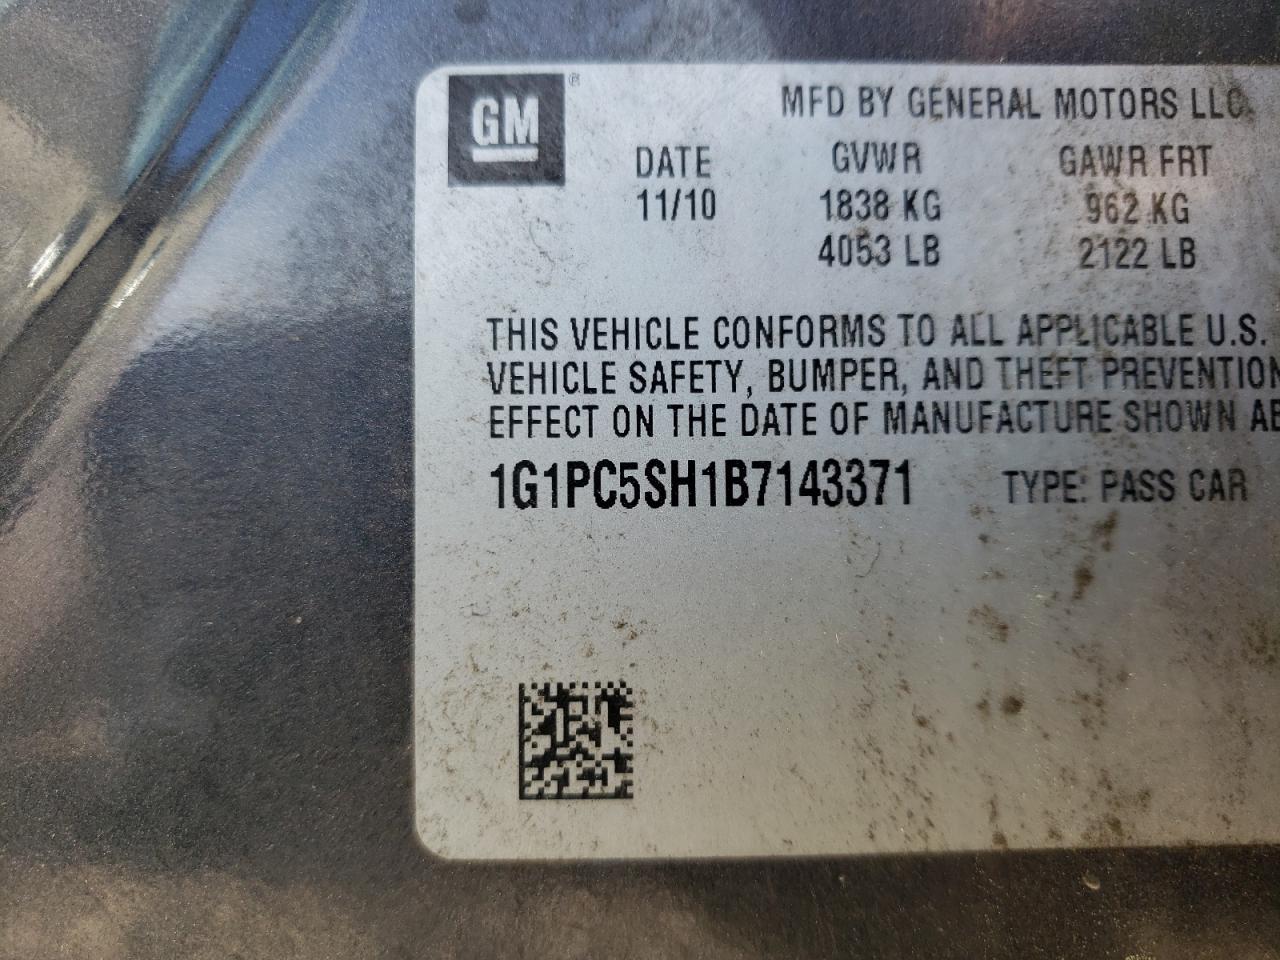 GM ®
MFD BY GENERAL MOTORS LLC.
DATE GVWR GAWR FRT
11/10 1838 KG 962 KG
4053 LB 2122 LB
THIS VEHICLE CONFORMS TO ALL APPLICABLE U.S.
VEHICLE SAFETY, BUMPER, AND THEFT PREVENTION
EFFECT ON THE DATE OF MANUFACTURE SHOWN
1G1PC5SH1B7143371 TYPE: PASS CAR